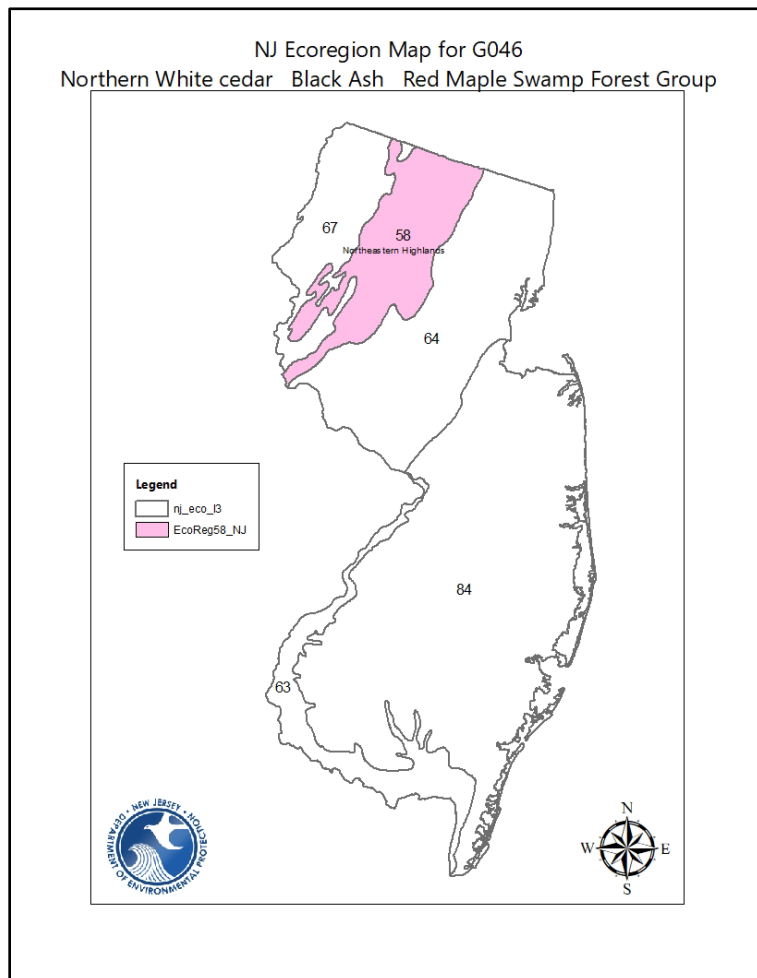 NJ Ecoregion Map for G046
Northern White cedar   Black Ash   Red Maple Swamp Forest Group
67
58
Northeastern Highlands
64
Legend
nj_eco_l3
EcoReg58_NJ
84
63
NEW JERSEY
DEPARTMENT OF ENVIRONMENTAL PROTECTION
N
W
E
S